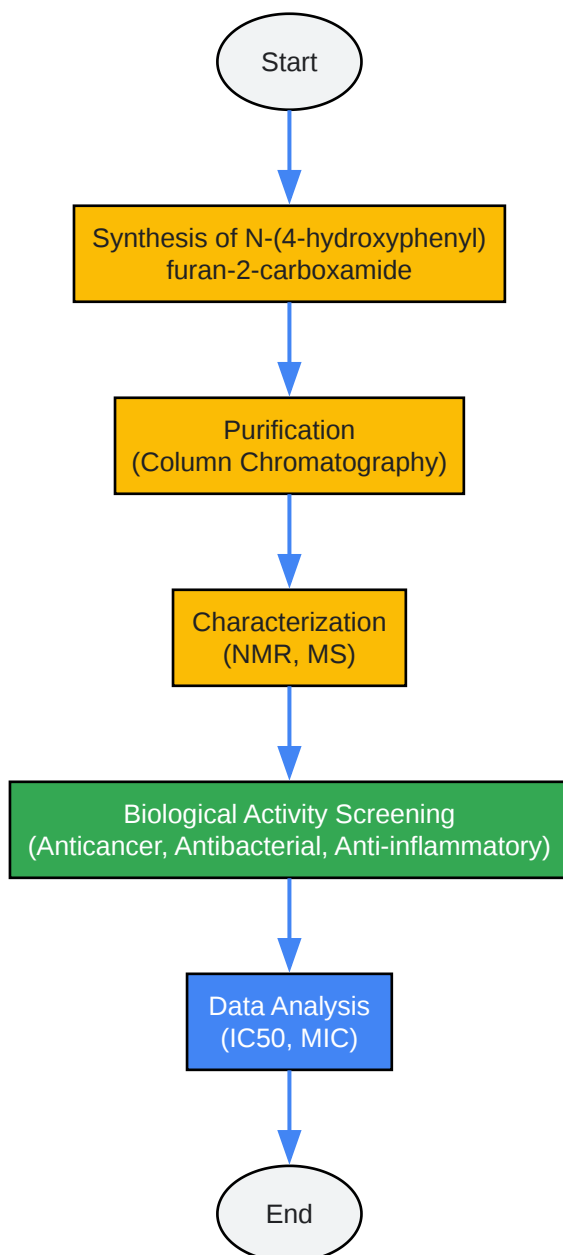 Start
Synthesis of N-(4-hydroxyphenyl)
furan-2-carboxamide
Purification
(Column Chromatography)
Characterization
(NMR, MS)
Biological Activity Screening
(Anticancer, Antibacterial, Anti-inflammatory)
Data Analysis
(IC50, MIC)
End